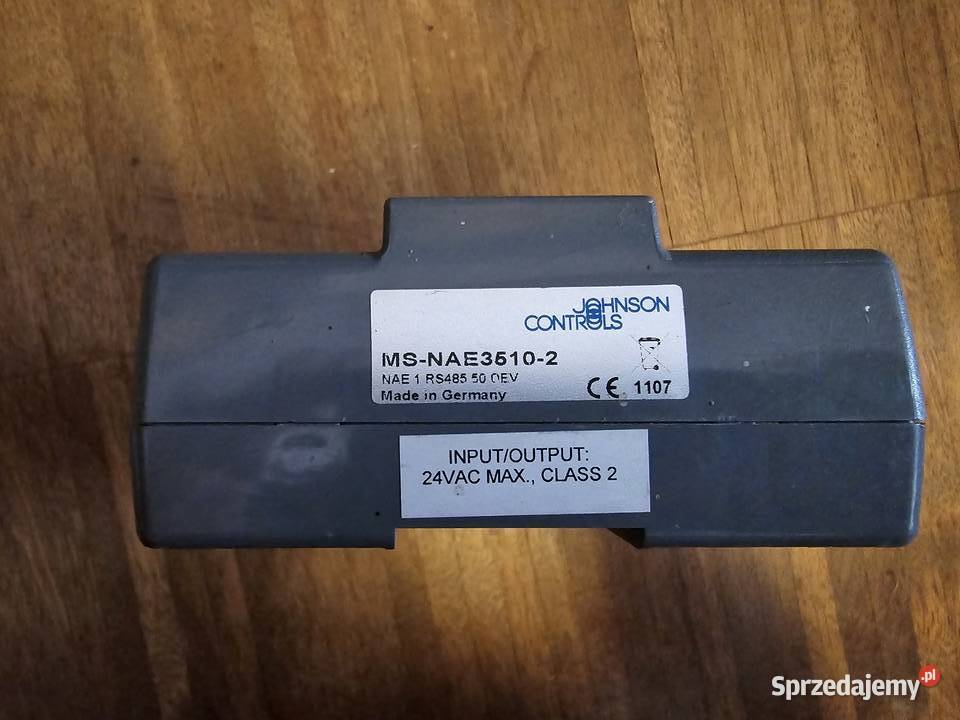 JOHNSON
CONTROLS
MS-NAE3510-2
NAE 1 RS485 50 DEV
Made in Germany
CE 1107
INPUT/OUTPUT:
24VAC MAX., CLASS 2
Sprzedajemy.pl